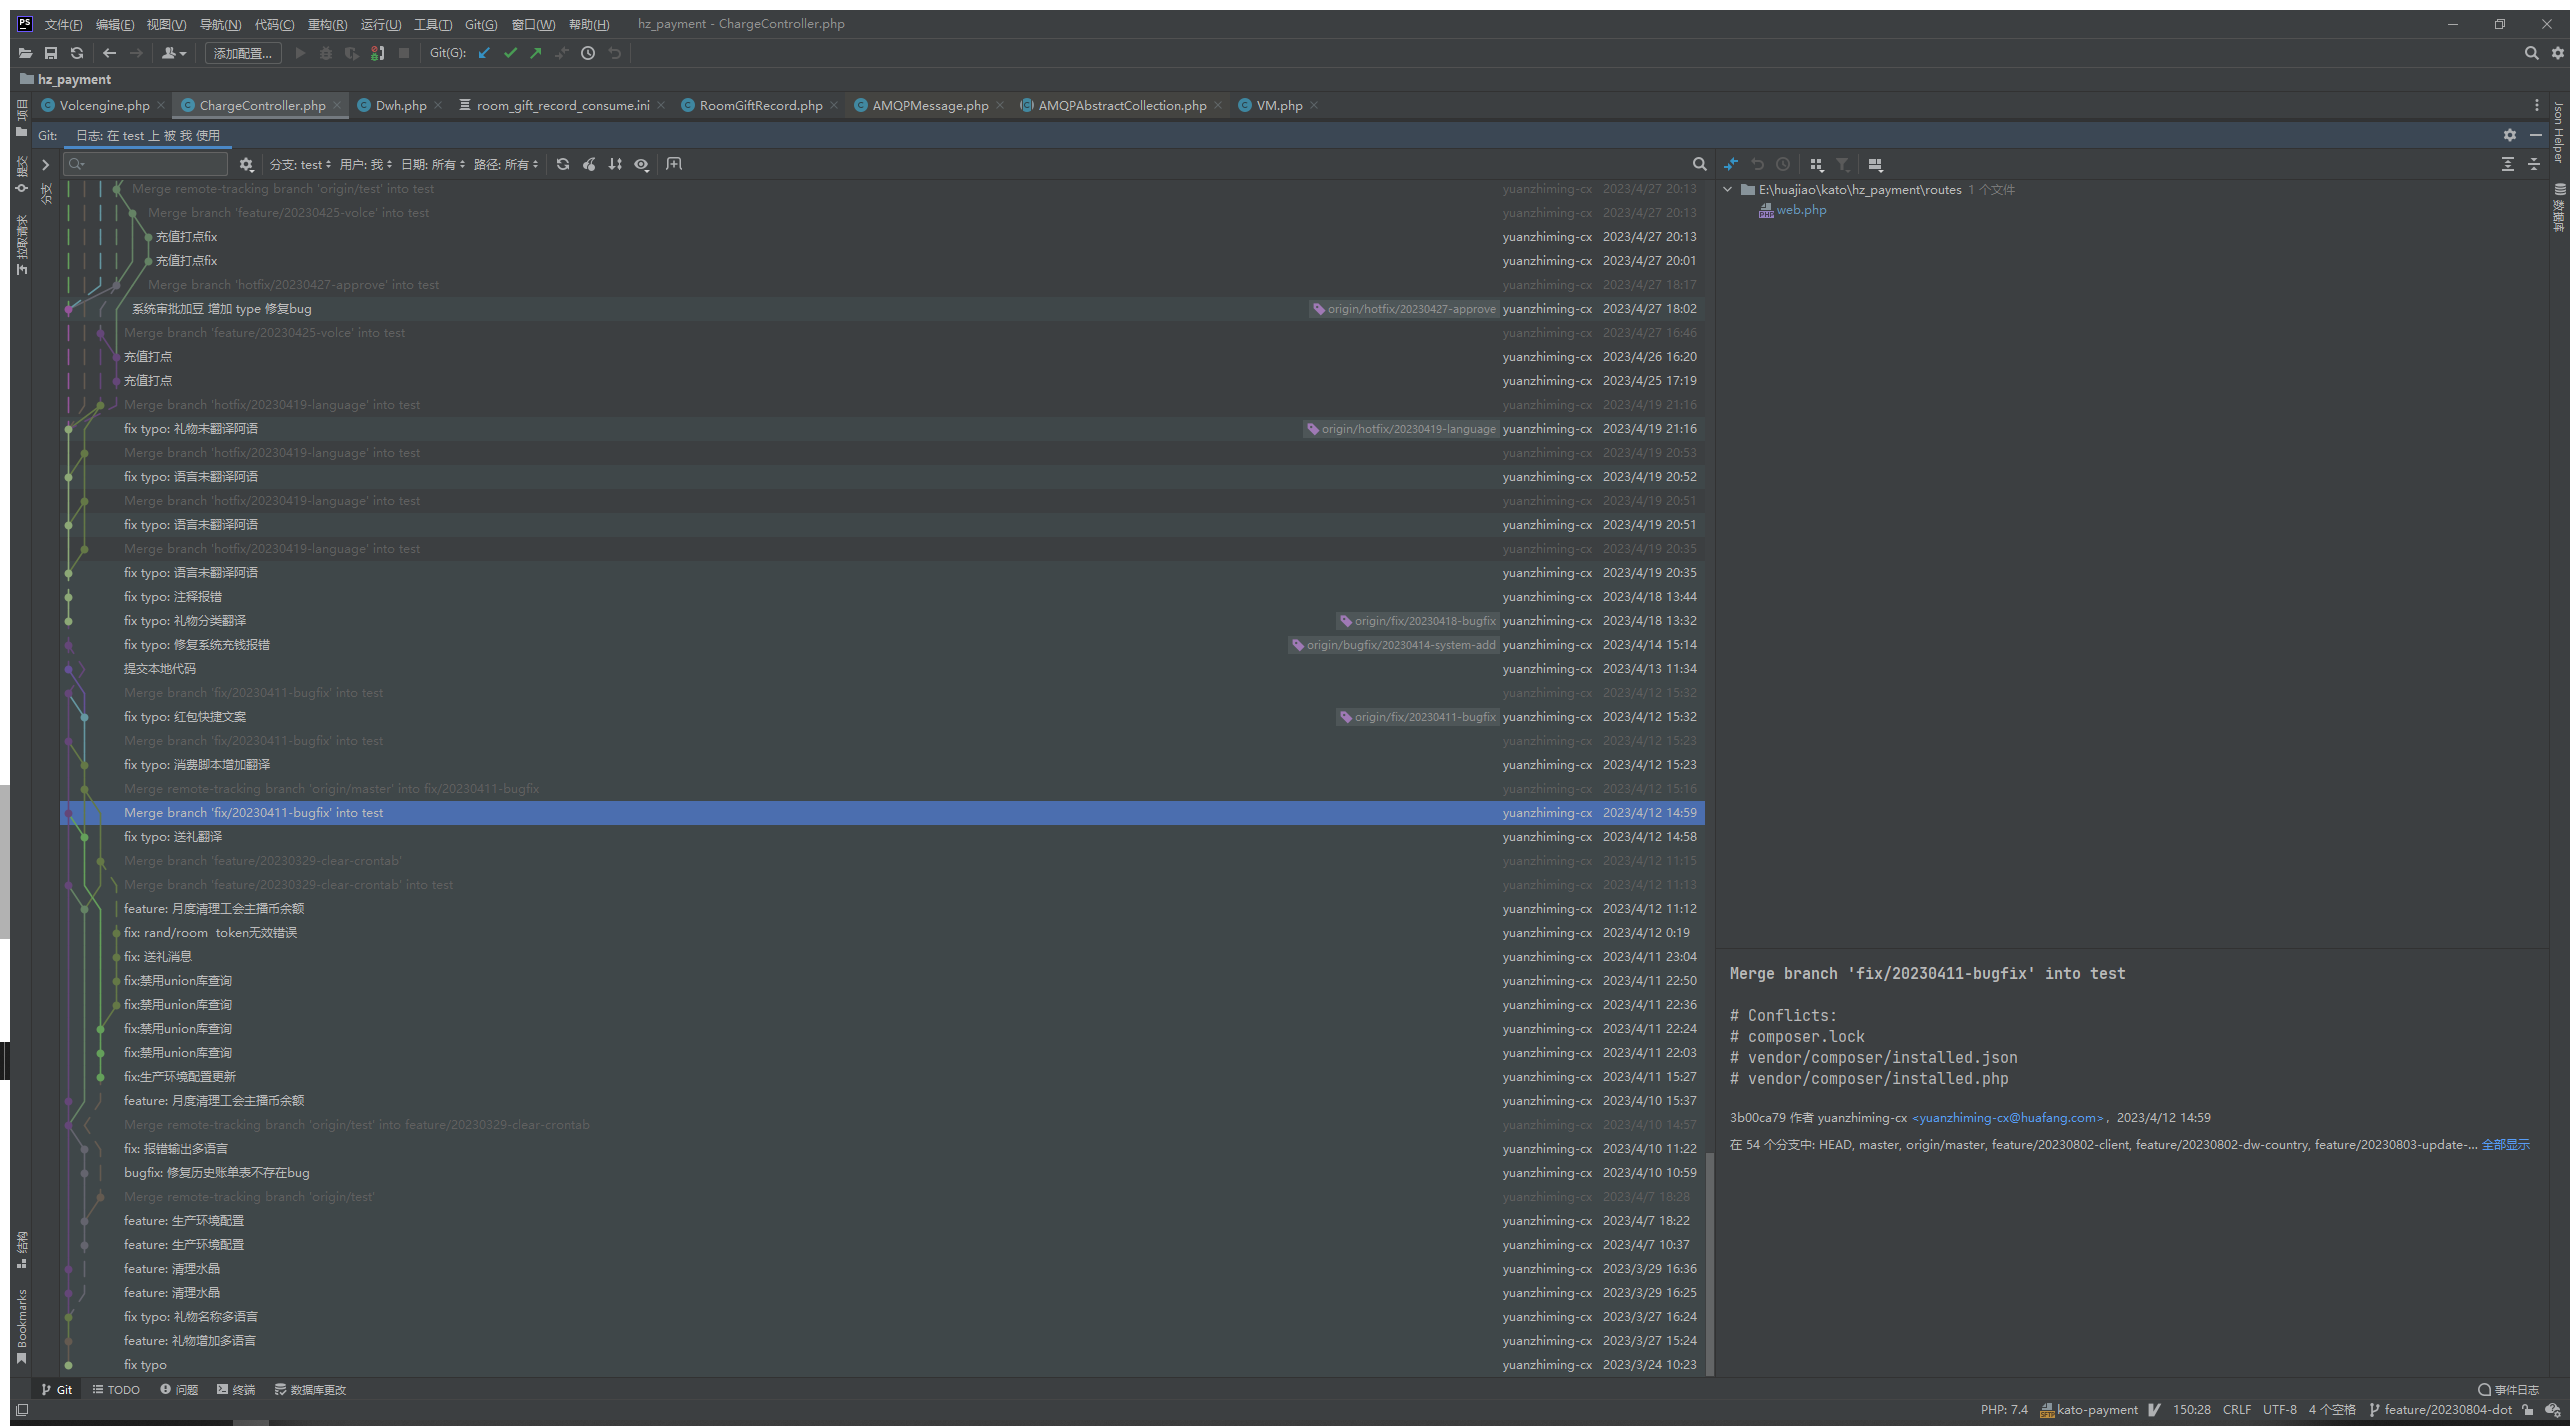 文件(F) 编辑(E) 视图(V) 导航(N) 代码(C) 重构(R) 运行(U) 工具(T) Git(G) 窗口(W) 帮助(H) hz_payment - ChargeController.php
添加配置... Git(G):
hz_payment
Volcengine.php ChargeController.php Dwh.php room_gift_record_consume.ini RoomGiftRecord.php AMQPMessage.php AMQPAbstractCollection.php VM.php
Git: 日志: 在 test 上 被 我 使用
分支: test 用户: 我 日期: 所有 路径: 所有
Merge remote-tracking branch 'origin/test' into test yuanzhiming-cx 2023/4/27 20:13
Merge branch 'feature/20230425-volce' into test yuanzhiming-cx 2023/4/27 20:13
充值打点fix yuanzhiming-cx 2023/4/27 20:13
充值打点fix yuanzhiming-cx 2023/4/27 20:01
Merge branch 'hotfix/20230427-approve' into test yuanzhiming-cx 2023/4/27 18:17
系统审批加豆 增加 type 修复bug origin/hotfix/20230427-approve yuanzhiming-cx 2023/4/27 18:02
Merge branch 'feature/20230425-volce' into test yuanzhiming-cx 2023/4/27 16:46
充值打点 yuanzhiming-cx 2023/4/26 16:20
充值打点 yuanzhiming-cx 2023/4/25 17:19
Merge branch 'hotfix/20230419-language' into test yuanzhiming-cx 2023/4/19 21:16
fix typo: 礼物未翻译阿语 origin/hotfix/20230419-language yuanzhiming-cx 2023/4/19 21:16
Merge branch 'hotfix/20230419-language' into test yuanzhiming-cx 2023/4/19 20:53
fix typo: 语言未翻译阿语 yuanzhiming-cx 2023/4/19 20:52
Merge branch 'hotfix/20230419-language' into test yuanzhiming-cx 2023/4/19 20:51
fix typo: 语言未翻译阿语 yuanzhiming-cx 2023/4/19 20:51
Merge branch 'hotfix/20230419-language' into test yuanzhiming-cx 2023/4/19 20:35
fix typo: 语言未翻译阿语 yuanzhiming-cx 2023/4/19 20:35
fix typo: 注释报错 yuanzhiming-cx 2023/4/18 13:44
fix typo: 礼物分类翻译 origin/fix/20230418-bugfix yuanzhiming-cx 2023/4/18 13:32
fix typo: 修复系统充钱报错 origin/bugfix/20230414-system-add yuanzhiming-cx 2023/4/14 15:14
提交本地代码 yuanzhiming-cx 2023/4/13 11:34
Merge branch 'fix/20230411-bugfix' into test yuanzhiming-cx 2023/4/12 15:32
fix typo: 红包快捷文案 origin/fix/20230411-bugfix yuanzhiming-cx 2023/4/12 15:32
Merge branch 'fix/20230411-bugfix' into test yuanzhiming-cx 2023/4/12 15:23
fix typo: 消费脚本增加翻译 yuanzhiming-cx 2023/4/12 15:23
Merge remote-tracking branch 'origin/master' into fix/20230411-bugfix yuanzhiming-cx 2023/4/12 15:16
Merge branch 'fix/20230411-bugfix' into test yuanzhiming-cx 2023/4/12 14:59
fix typo: 送礼翻译 yuanzhiming-cx 2023/4/12 14:58
Merge branch 'feature/20230329-clear-crontab' yuanzhiming-cx 2023/4/12 11:15
Merge branch 'feature/20230329-clear-crontab' into test yuanzhiming-cx 2023/4/12 11:13
feature: 月度清理工会主播币余额 yuanzhiming-cx 2023/4/12 11:12
fix: rand/room token无效错误 yuanzhiming-cx 2023/4/12 0:19
fix: 送礼消息 yuanzhiming-cx 2023/4/11 23:04
fix:禁用union库查询 yuanzhiming-cx 2023/4/11 22:50
fix:禁用union库查询 yuanzhiming-cx 2023/4/11 22:36
fix:禁用union库查询 yuanzhiming-cx 2023/4/11 22:24
fix:禁用union库查询 yuanzhiming-cx 2023/4/11 22:03
fix:生产环境配置更新 yuanzhiming-cx 2023/4/11 15:27
feature: 月度清理工会主播币余额 yuanzhiming-cx 2023/4/10 15:37
Merge remote-tracking branch 'origin/test' into feature/20230329-clear-crontab yuanzhiming-cx 2023/4/10 14:57
fix: 报错输出多语言 yuanzhiming-cx 2023/4/10 11:22
bugfix: 修复历史账单表不存在bug yuanzhiming-cx 2023/4/10 10:59
Merge remote-tracking branch 'origin/test' yuanzhiming-cx 2023/4/7 18:28
feature: 生产环境配置 yuanzhiming-cx 2023/4/7 18:22
feature: 生产环境配置 yuanzhiming-cx 2023/4/7 10:37
feature: 清理水晶 yuanzhiming-cx 2023/3/29 16:36
feature: 清理水晶 yuanzhiming-cx 2023/3/29 16:25
fix typo: 礼物名称多语言 yuanzhiming-cx 2023/3/27 16:24
feature: 礼物增加多语言 yuanzhiming-cx 2023/3/27 15:24
fix typo yuanzhiming-cx 2023/3/24 10:23
E:\huajiao\kato\hz_payment\routes 1 个文件
web.php
Merge branch 'fix/20230411-bugfix' into test
# Conflicts:
# composer.lock
# vendor/composer/installed.json
# vendor/composer/installed.php
3b00ca79 作者 yuanzhiming-cx <yuanzhiming-cx@huafang.com>, 2023/4/12 14:59
在 54 个分支中: HEAD, master, origin/master, feature/20230802-client, feature/20230802-dw-country, feature/20230803-update-... 全部显示
项目
提交
拉取请求
分支
结构
Bookmarks
Json Helper
数据库
Git TODO 问题 终端 数据库更改 事件日志
PHP: 7.4 kato-payment 150:28 CRLF UTF-8 4 个空格 feature/20230804-dot